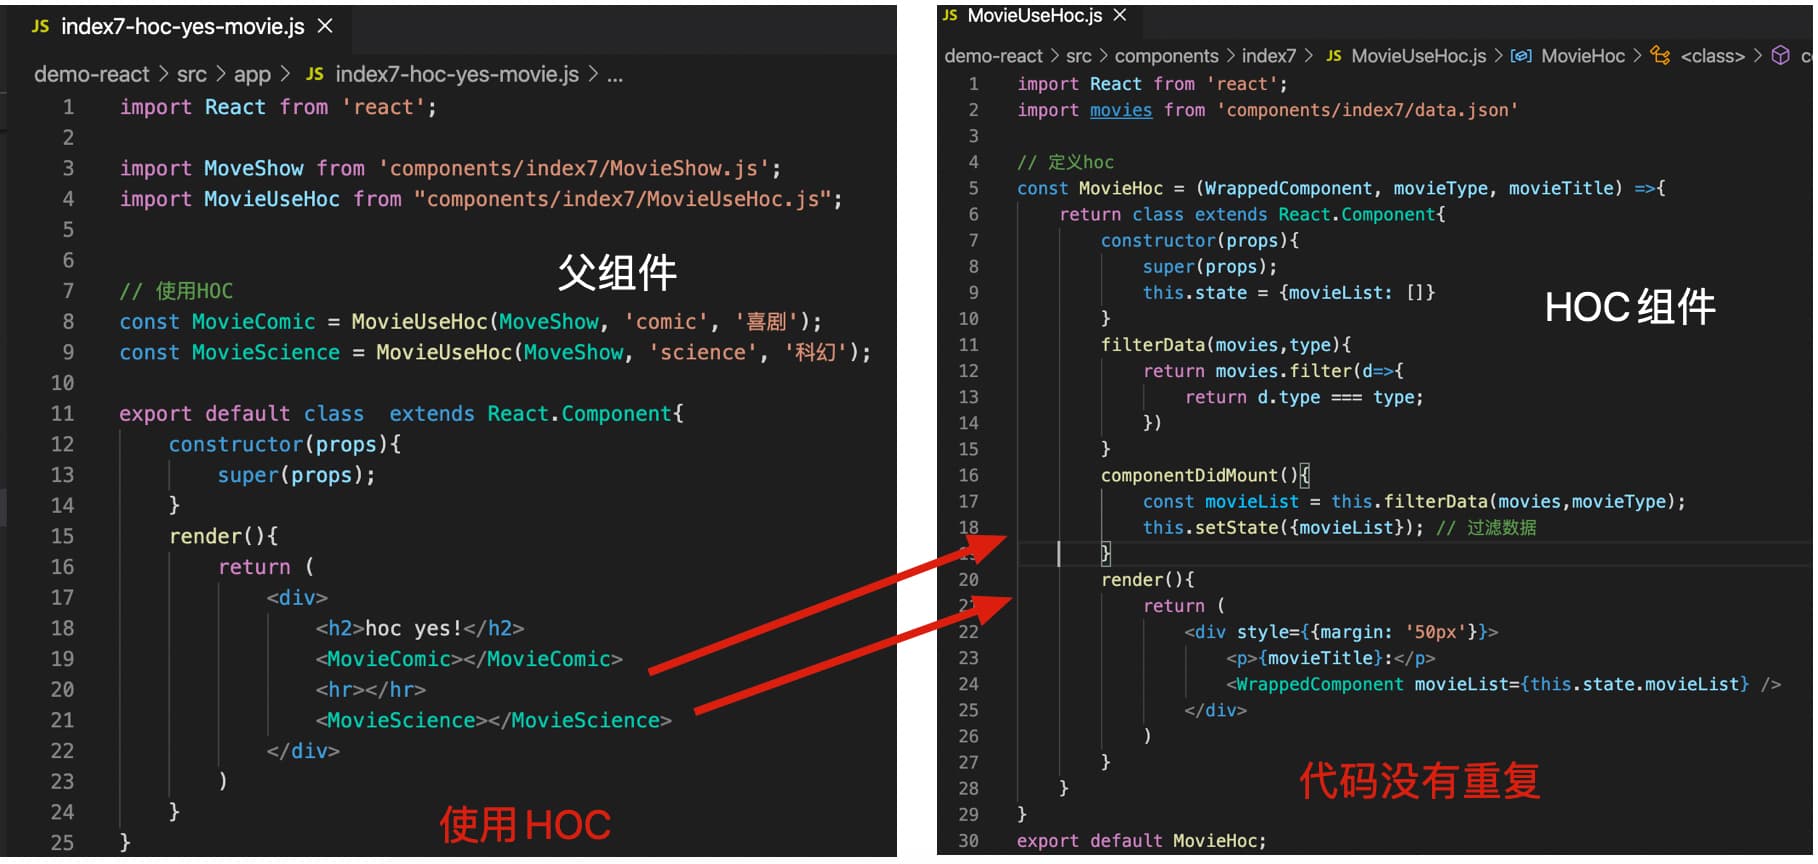 JS index7-hoc-yes-movie.js ×
demo-react > src > app > JS index7-hoc-yes-movie.js > ...
1 import React from 'react';
2
3 import MoveShow from 'components/index7/MovieShow.js';
4 import MovieUseHoc from "components/index7/MovieUseHoc.js";
5
6
父组件
7 // 使用HOC
8 const MovieComic = MovieUseHoc(MoveShow, 'comic', '喜剧');
9 const MovieScience = MovieUseHoc(MoveShow, 'science', '科幻');
10
11 export default class  extends React.Component{
12     constructor(props){
13         super(props);
14     }
15     render(){
16         return (
17             <div>
18                 <h2>hoc yes!</h2>
19                 <MovieComic></MovieComic>
20                 <hr></hr>
21                 <MovieScience></MovieScience>
22             </div>
23         )
24     }
使用HOC
25 }
JS MovieUseHoc.js ×
demo-react > src > components > index7 > JS MovieUseHoc.js > MovieHoc > <class> >
1 import React from 'react';
2 import movies from 'components/index7/data.json'
3
4 // 定义hoc
5 const MovieHoc = (WrappedComponent, movieType, movieTitle) =>{
6     return class extends React.Component{
7         constructor(props){
8             super(props);
9             this.state = {movieList: []}
HOC组件
10         }
11         filterData(movies,type){
12             return movies.filter(d=>{
13                 return d.type === type;
14             })
15         }
16         componentDidMount(){
17             const movieList = this.filterData(movies,movieType);
18             this.setState({movieList}); // 过滤数据
19         }
20         render(){
21             return (
22                 <div style={{margin: '50px'}}>
23                     <p>{movieTitle}:</p>
24                     <WrappedComponent movieList={this.state.movieList} />
25                 </div>
26             )
27         }
代码没有重复
28     }
29 }
30 export default MovieHoc;